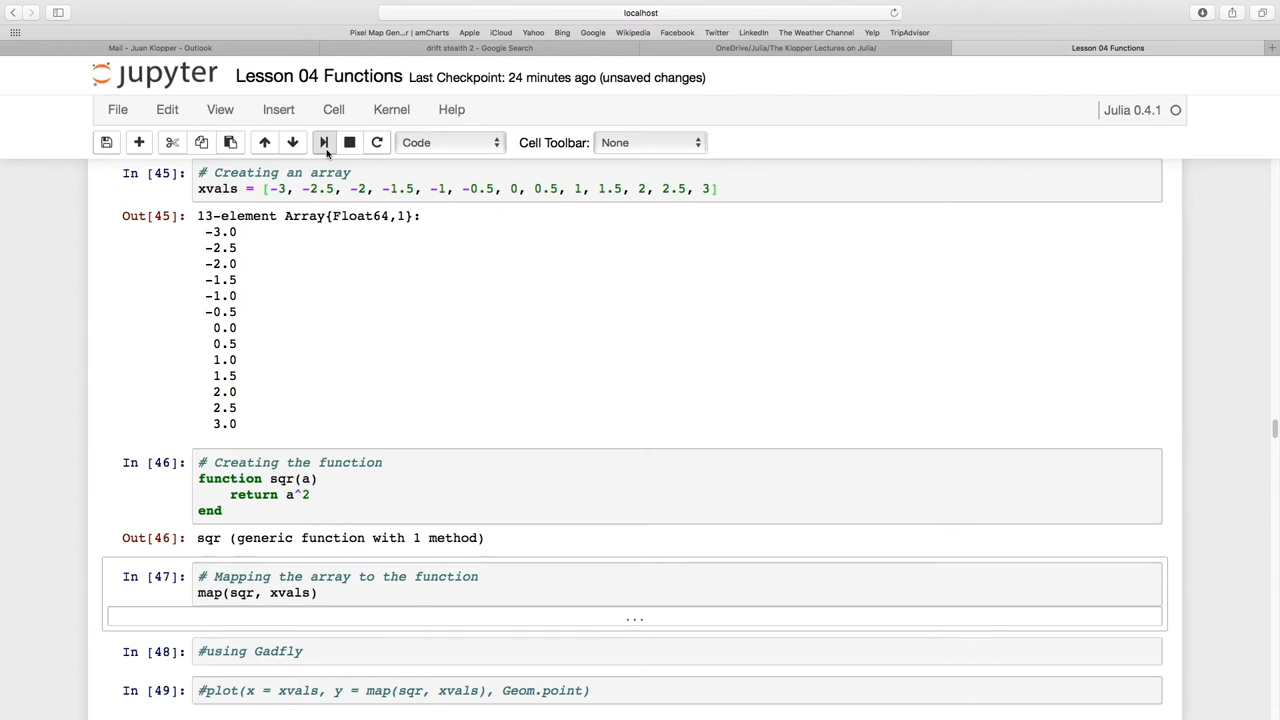 localhost
Pixel Map Gen...r | amCharts Apple iCloud Yahoo Bing Google Wikipedia Facebook Twitter LinkedIn The Weather Channel Yelp TripAdvisor
Mail - Juan Klopper - Outlook drift stealth 2 - Google Search OneDrive/Julia/The Klopper Lectures on Julia/ Lesson 04 Functions
jupyter Lesson 04 Functions Last Checkpoint: 24 minutes ago (unsaved changes)
File Edit View Insert Cell Kernel Help Julia 0.4.1
Code Cell Toolbar: None
In [45]: # Creating an array
xvals = [-3, -2.5, -2, -1.5, -1, -0.5, 0, 0.5, 1, 1.5, 2, 2.5, 3]
Out[45]: 13-element Array{Float64,1}:
-3.0
-2.5
-2.0
-1.5
-1.0
-0.5
0.0
0.5
1.0
1.5
2.0
2.5
3.0
In [46]: # Creating the function
function sqr(a)
return a^2
end
Out[46]: sqr (generic function with 1 method)
In [47]: # Mapping the array to the function
map(sqr, xvals)
...
In [48]: #using Gadfly
In [49]: #plot(x = xvals, y = map(sqr, xvals), Geom.point)